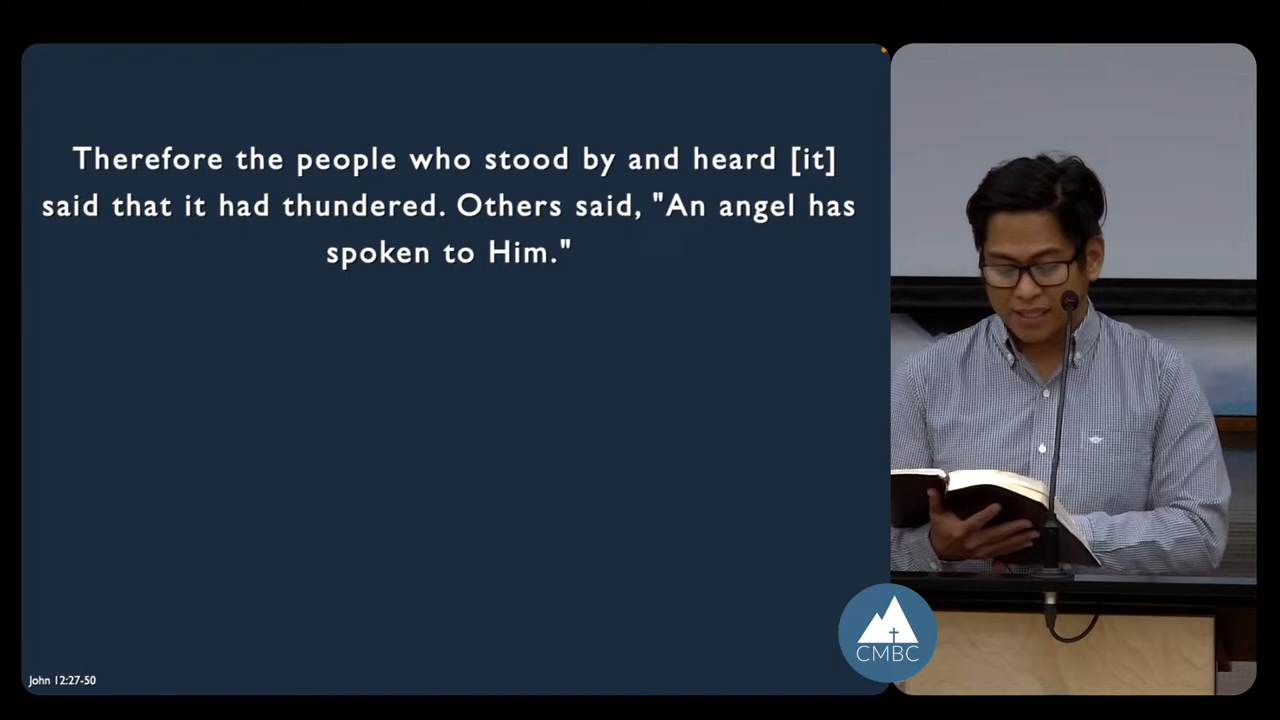 Therefore the people who stood by and heard [it]
said that it had thundered. Others said, "An angel has
spoken to Him."
CMBC
John 12:27-50